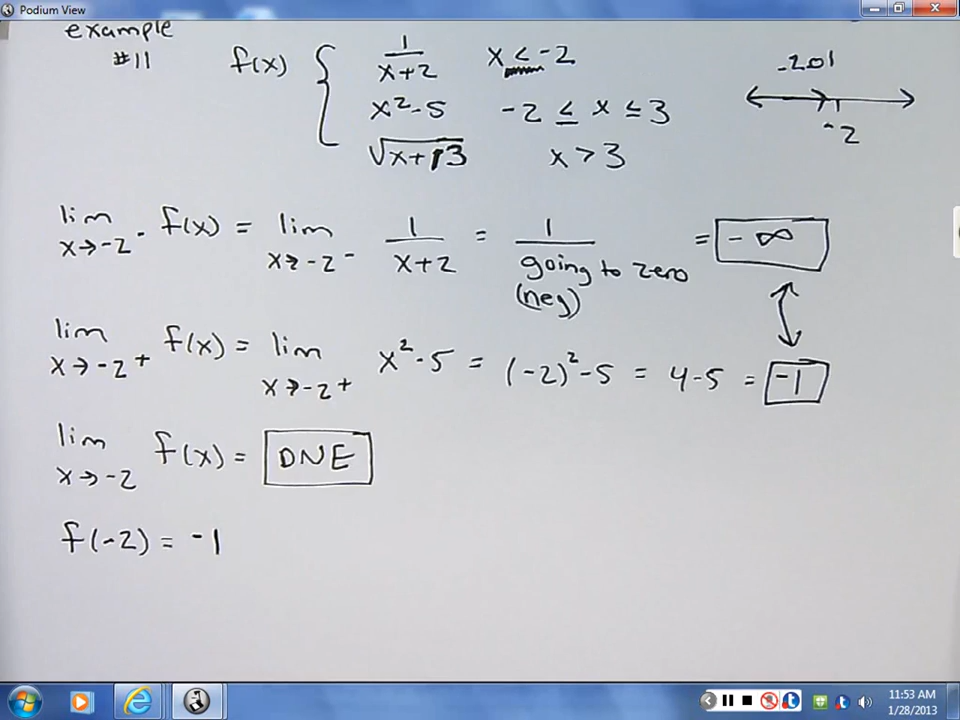 Podium View
example
#11
f(x) { 1/(x+2) x < -2
x² - 5 -2 ≤ x ≤ 3
√(x+13) x > 3
-2.01
-2
lim x→-2⁻ f(x) = lim x→-2⁻ 1/(x+2) = 1/(going to zero (neg)) = -∞
lim x→-2⁺ f(x) = lim x→-2⁺ x² - 5 = (-2)² - 5 = 4 - 5 = -1
lim x→-2 f(x) = DNE
f(-2) = -1
11:53 AM
1/28/2013